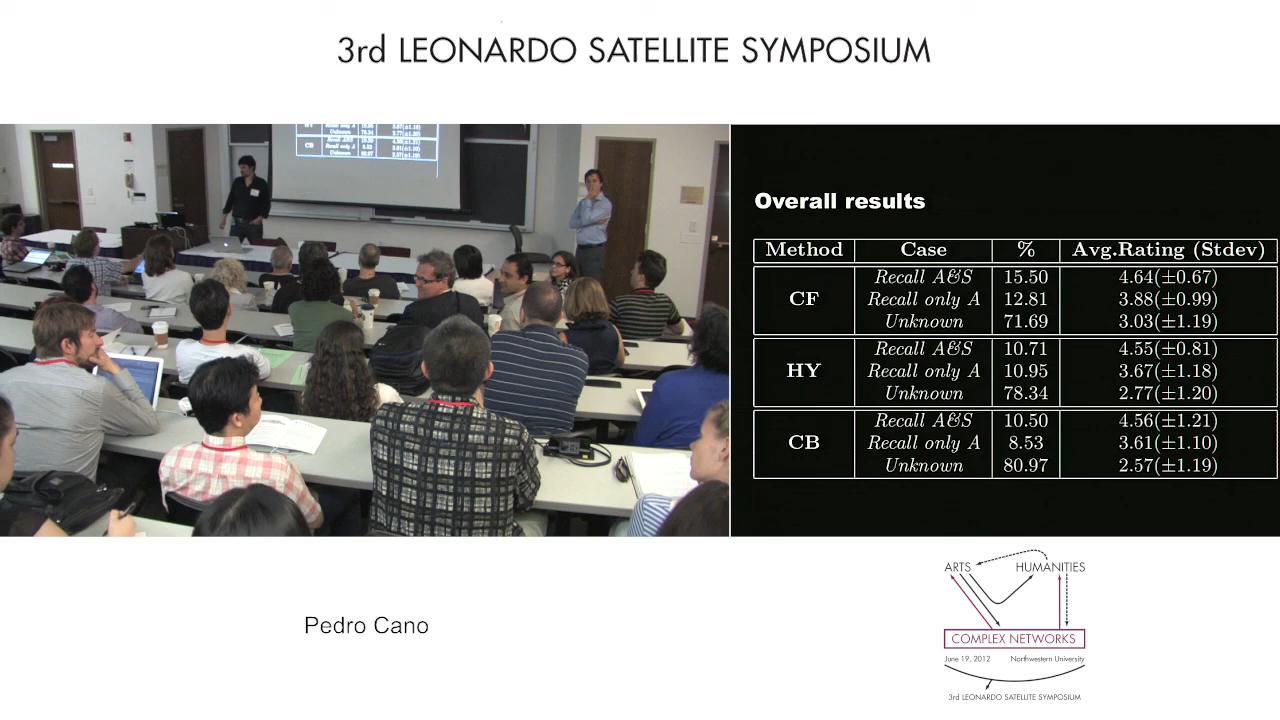 3rd LEONARDO SATELLITE SYMPOSIUM
Overall results
Method Case % Avg.Rating (Stdev)
CF
Recall A&S 15.50 4.64(±0.67)
Recall only A 12.81 3.88(±0.99)
Unknown 71.69 3.03(±1.19)
HY
Recall A&S 10.71 4.55(±0.81)
Recall only A 10.95 3.67(±1.18)
Unknown 78.34 2.77(±1.20)
CB
Recall A&S 10.50 4.56(±1.21)
Recall only A 8.53 3.61(±1.10)
Unknown 80.97 2.57(±1.19)
Pedro Cano
ARTS HUMANITIES
COMPLEX NETWORKS
June 19, 2012 Northwestern University
3rd LEONARDO SATELLITE SYMPOSIUM